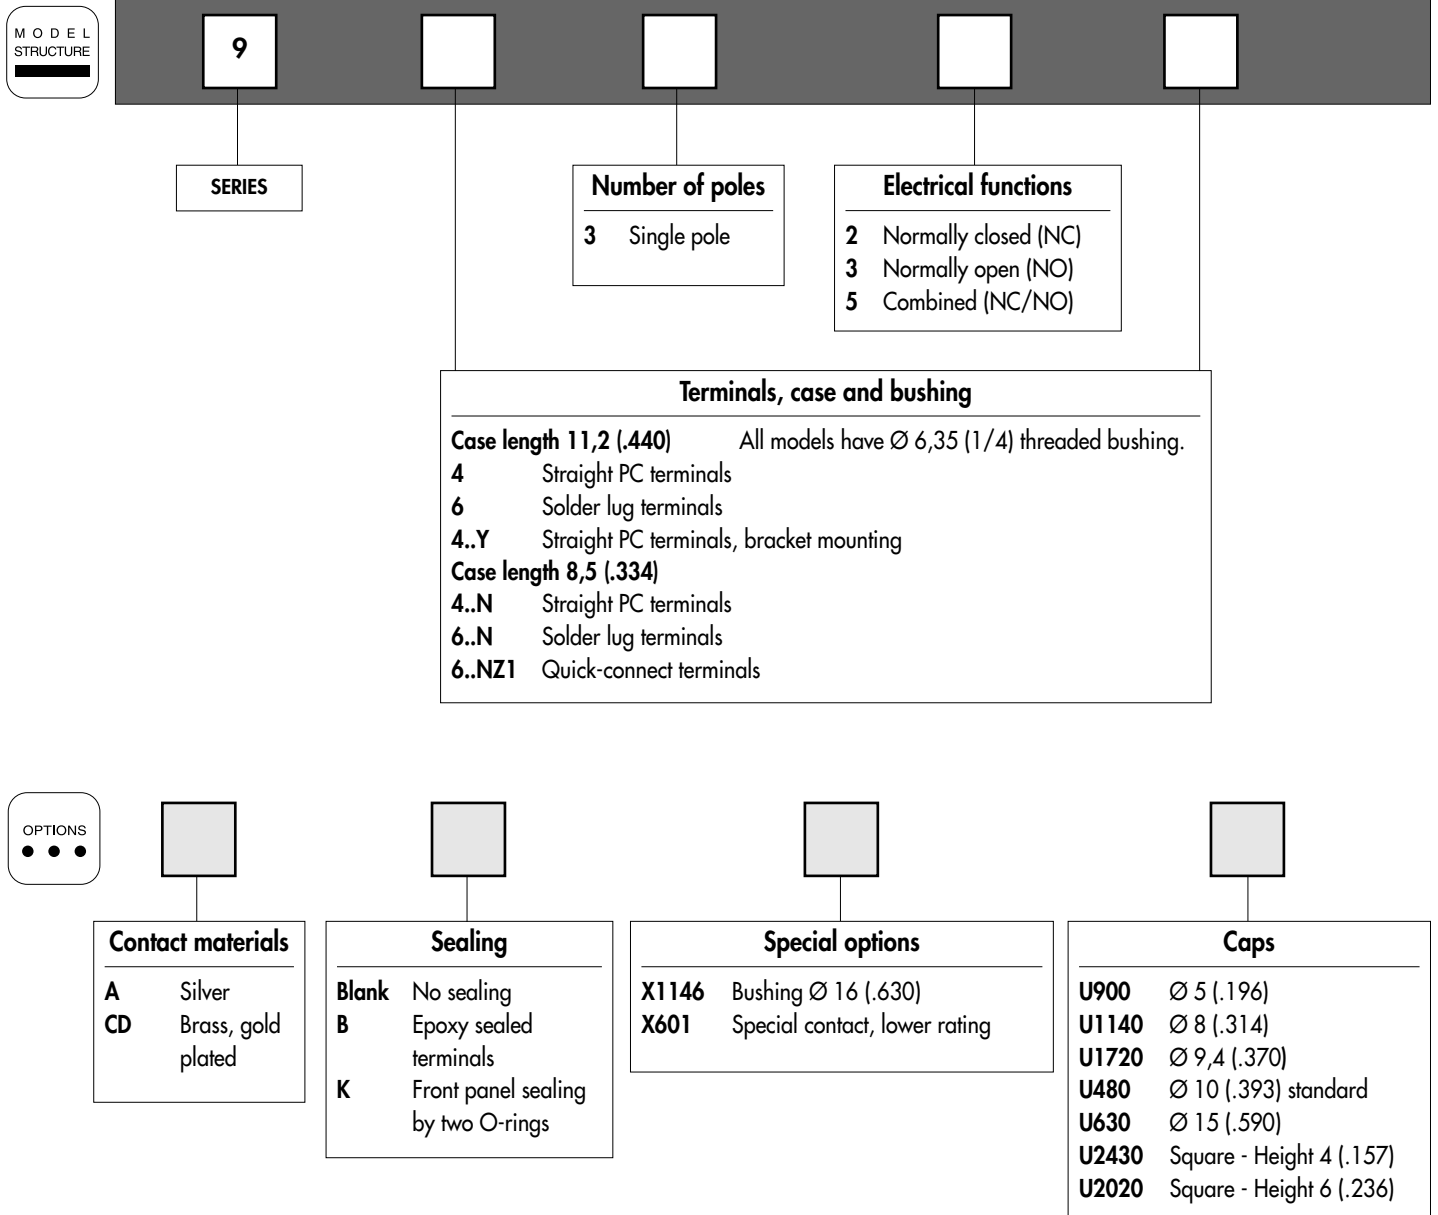 MODEL
STRUCTURE
9
SERIES
Number of poles
3 Single pole
Electrical functions
2 Normally closed (NC)
3 Normally open (NO)
5 Combined (NC/NO)
Terminals, case and bushing
Case length 11,2 (.440) All models have Ø 6,35 (1/4) threaded bushing.
4 Straight PC terminals
6 Solder lug terminals
4..Y Straight PC terminals, bracket mounting
Case length 8,5 (.334)
4..N Straight PC terminals
6..N Solder lug terminals
6..NZ1 Quick-connect terminals
OPTIONS
Contact materials
A Silver
CD Brass, gold
plated
Sealing
Blank No sealing
B Epoxy sealed
terminals
K Front panel sealing
by two O-rings
Special options
X1146 Bushing Ø 16 (.630)
X601 Special contact, lower rating
Caps
U900 Ø 5 (.196)
U1140 Ø 8 (.314)
U1720 Ø 9,4 (.370)
U480 Ø 10 (.393) standard
U630 Ø 15 (.590)
U2430 Square - Height 4 (.157)
U2020 Square - Height 6 (.236)